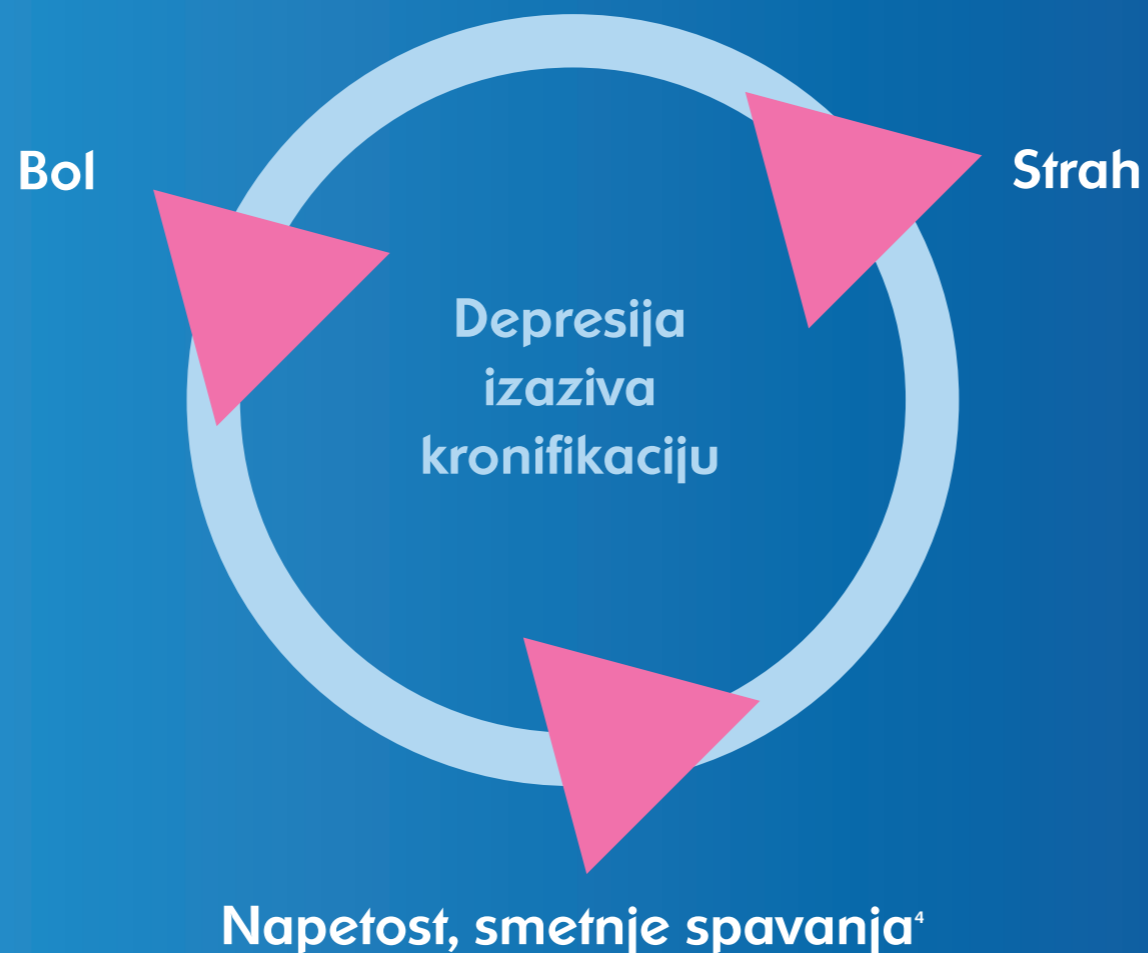 Bol
Strah
Depresija
izaziva
kronifikaciju
Napetost, smetnje spavanja⁴